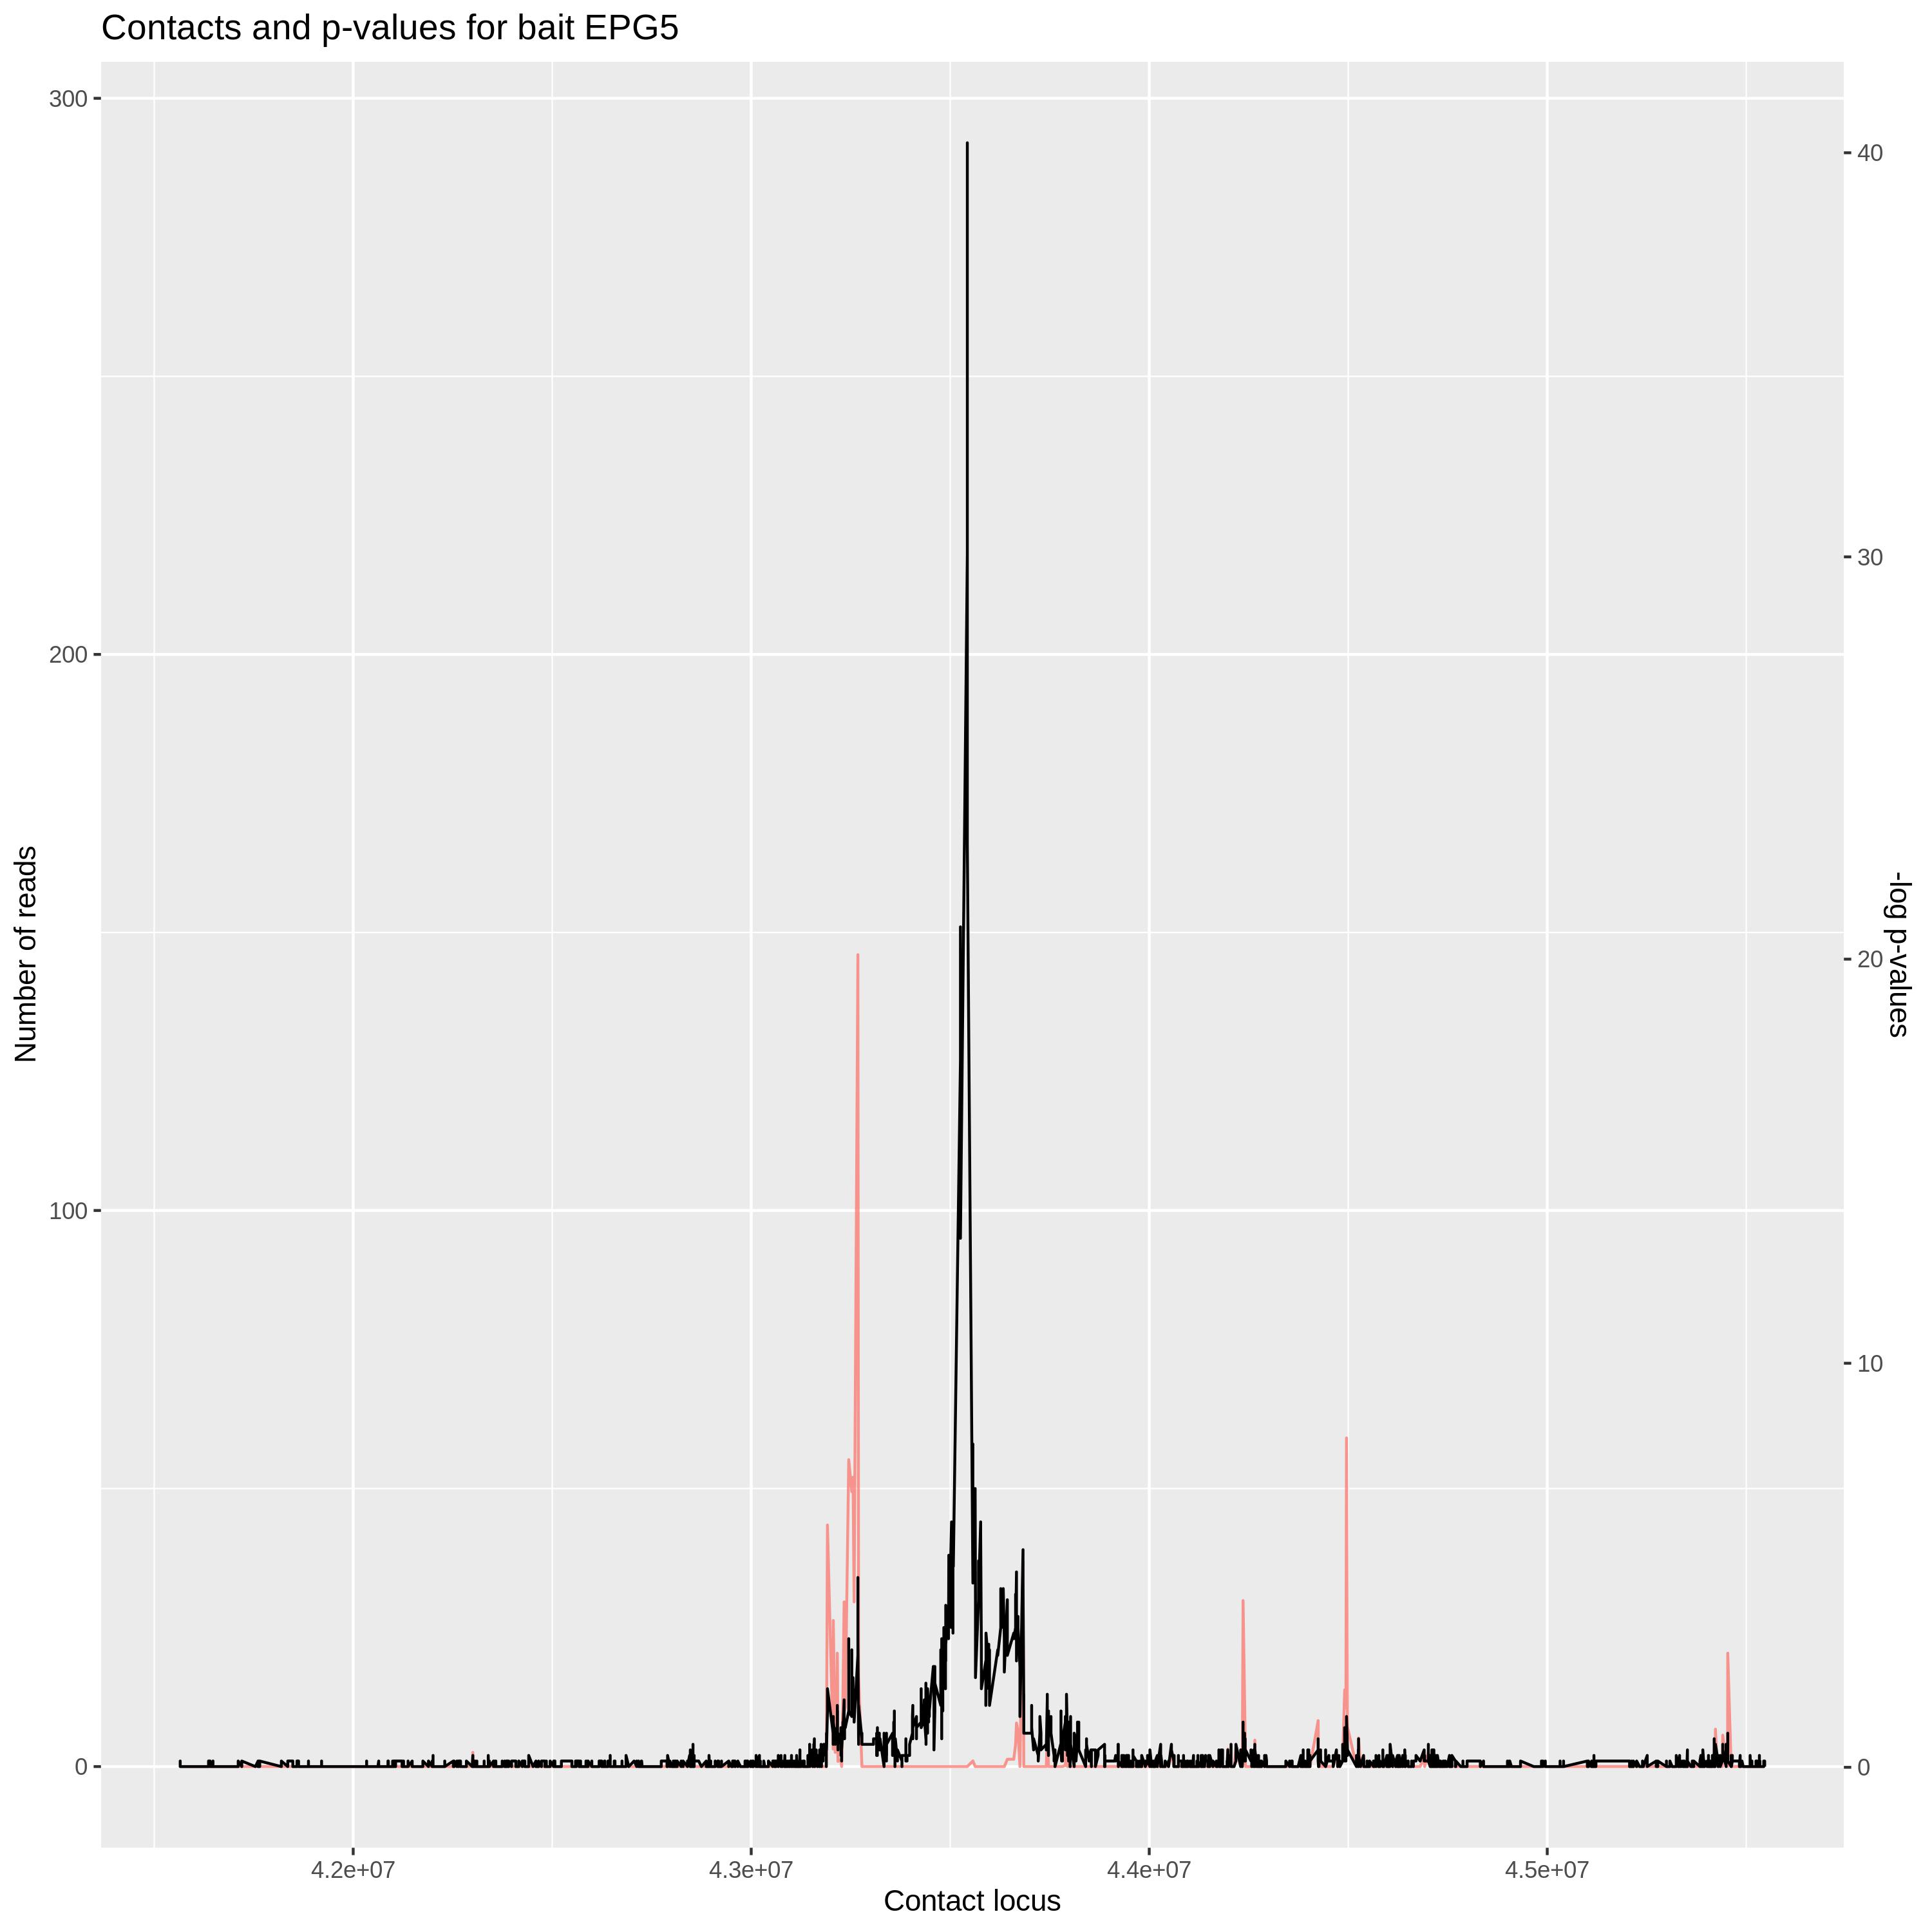 Contacts and p-values for bait EPG5
300
200
100
0
Number of reads
40
30
20
10
0
-log p-values
4.2e+07
4.3e+07
4.4e+07
4.5e+07
Contact locus